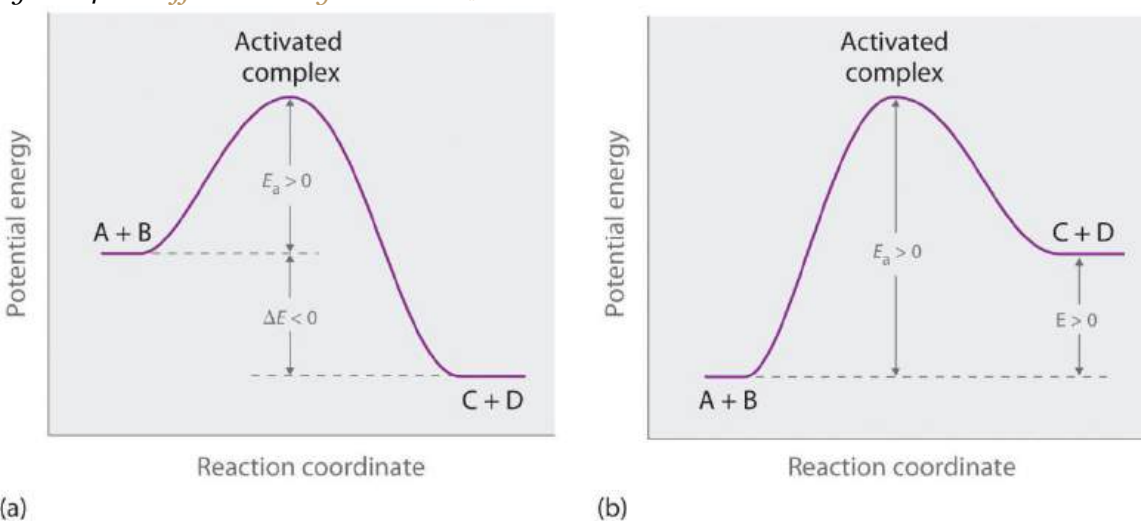 Activated
complex
Potential energy
A + B
Eₐ > 0
ΔE < 0
C + D
Reaction coordinate
(a)
Activated
complex
Potential energy
C + D
Eₐ > 0
E > 0
A + B
Reaction coordinate
(b)